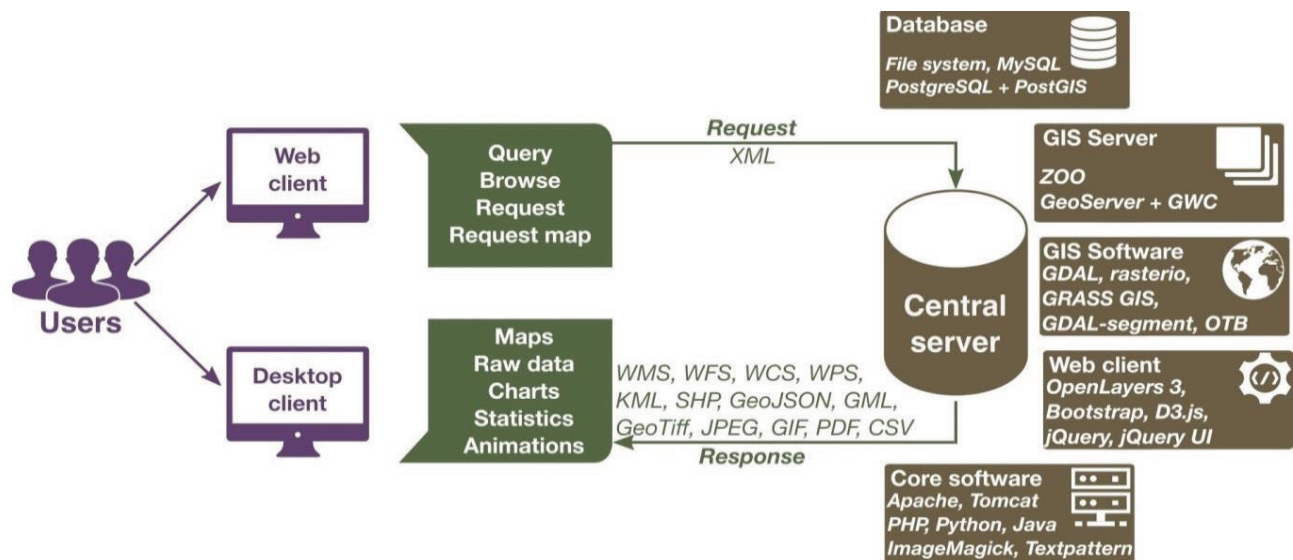 Users
Web
client
Desktop
client
Query
Browse
Request
Request map
Maps
Raw data
Charts
Statistics
Animations
Request
XML
WMS, WFS, WCS, WPS,
KML, SHP, GeoJSON, GML,
GeoTiff, JPEG, GIF, PDF, CSV
Response
Central
server
Database
File system, MySQL
PostgreSQL + PostGIS
GIS Server
ZOO
GeoServer + GWC
GIS Software
GDAL, rasterio,
GRASS GIS,
GDAL-segment, OTB
Web client
OpenLayers 3,
Bootstrap, D3.js,
jQuery, jQuery UI
Core software
Apache, Tomcat
PHP, Python, Java
ImageMagick, Textpattern